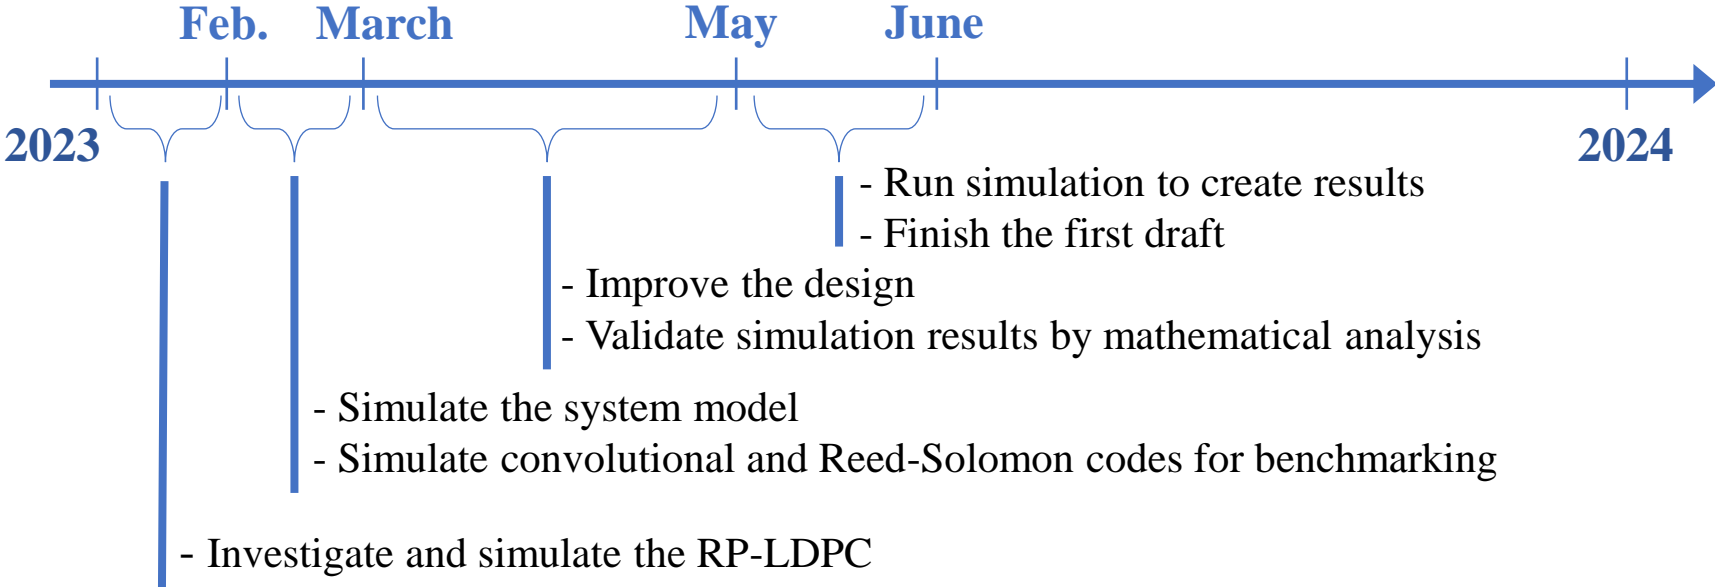 Feb. March May June
2023 2024
- Run simulation to create results
- Finish the first draft
- Improve the design
- Validate simulation results by mathematical analysis
- Simulate the system model
- Simulate convolutional and Reed-Solomon codes for benchmarking
- Investigate and simulate the RP-LDPC